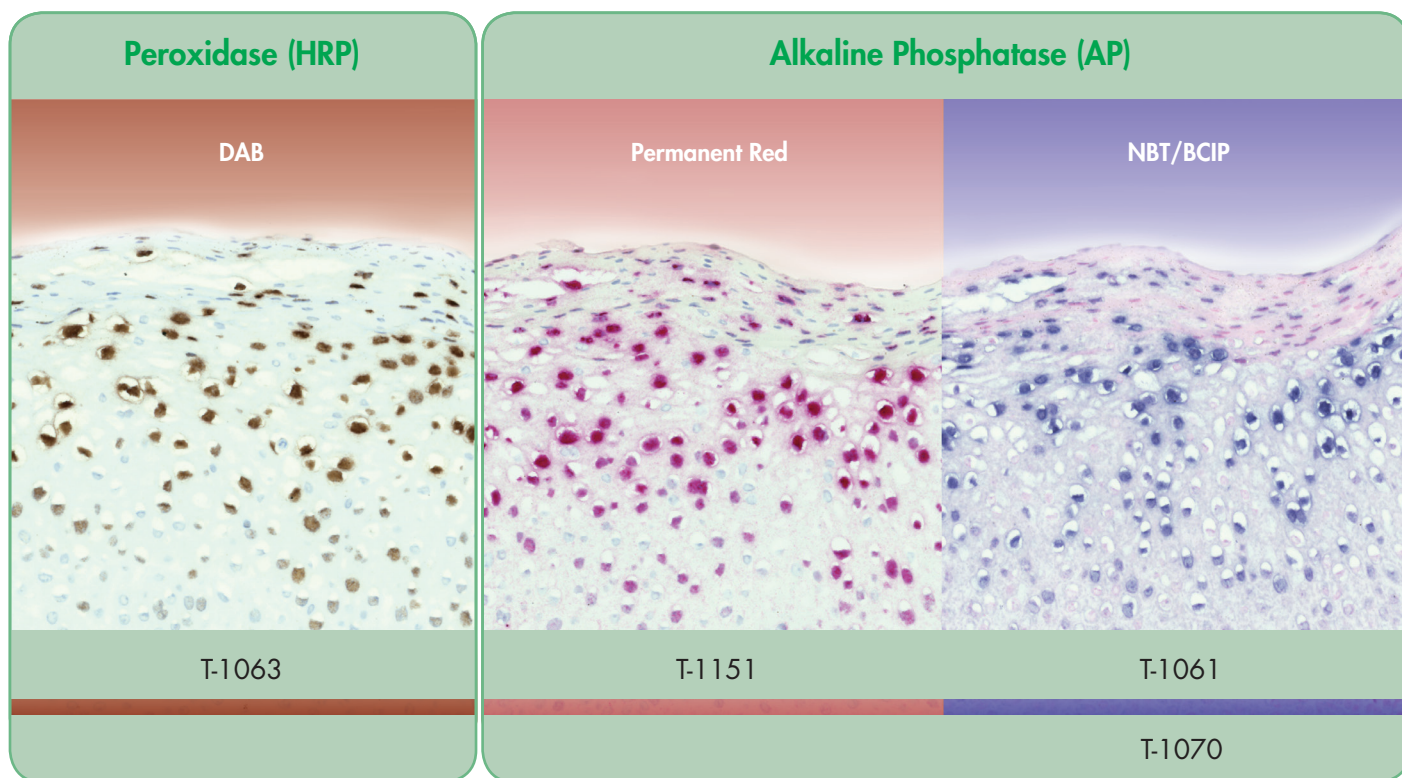 Peroxidase (HRP)
Alkaline Phosphatase (AP)
DAB
Permanent Red
NBT/BCIP
T-1063
T-1151
T-1061
T-1070